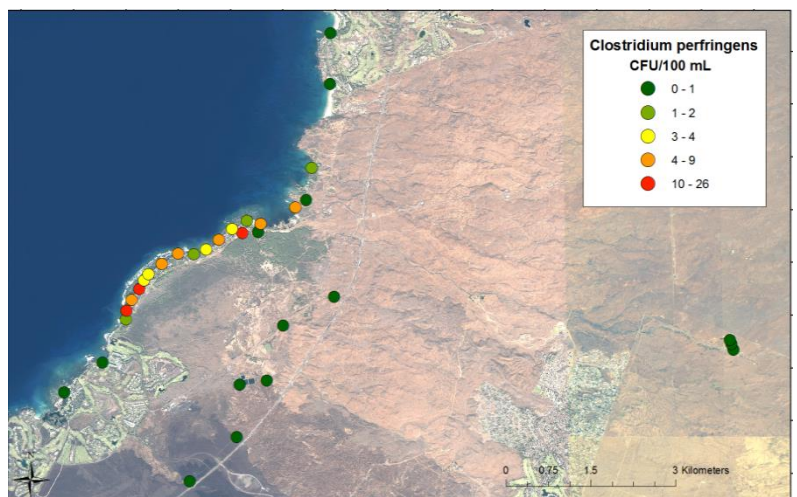 Clostridium perfringens
CFU/100 mL
0 - 1
1 - 2
3 - 4
4 - 9
10 - 26
N
0 0.75 1.5 3 Kilometers